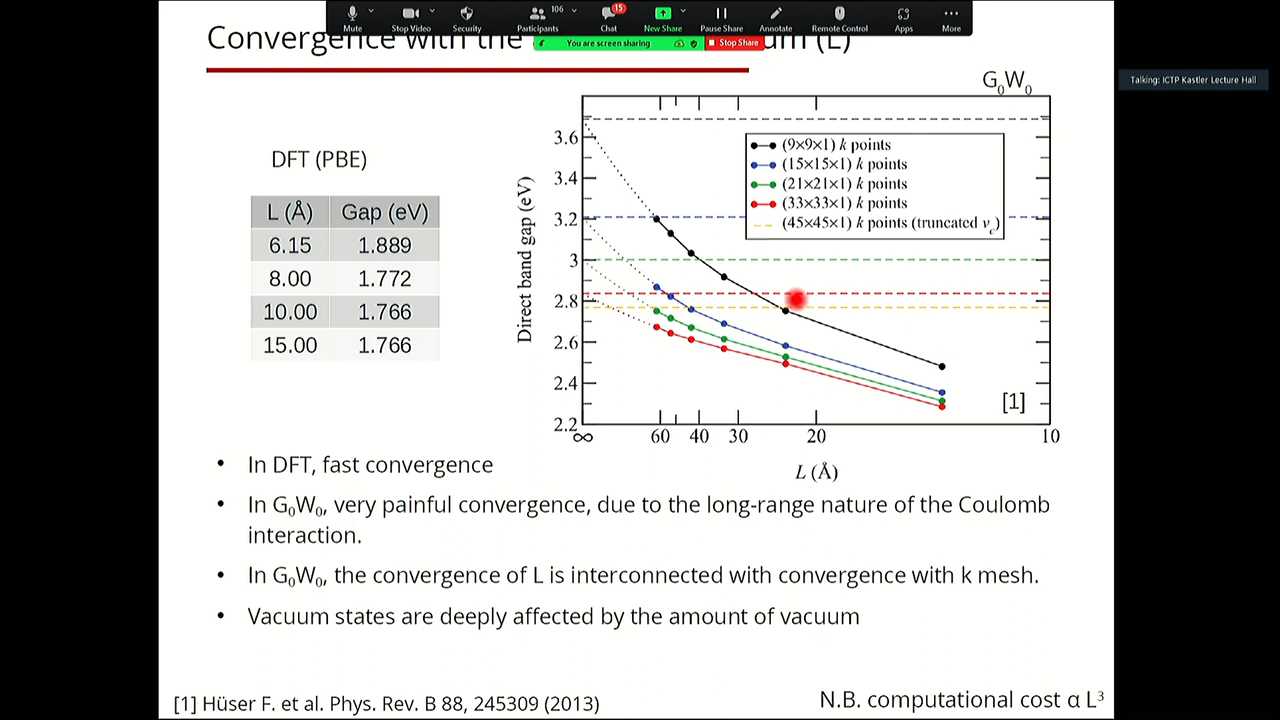 106
15
Mute
Stop Video
Security
Participants
Chat
New Share
Pause Share
Annotate
Remote Control
Apps
More
You are screen sharing
Stop Share
Talking: ICTP Kastler Lecture Hall
Convergence with the
(L)
G₀W₀
DFT (PBE)
L (Å) Gap (eV)
6.15 1.889
8.00 1.772
10.00 1.766
15.00 1.766
Direct band gap (eV)
3.6
3.4
3.2
3
2.8
2.6
2.4
2.2
(9×9×1) k points
(15×15×1) k points
(21×21×1) k points
(33×33×1) k points
(45×45×1) k points (truncated v_c)
[1]
∞ 60 40 30 20 10
L (Å)
• In DFT, fast convergence
• In G₀W₀, very painful convergence, due to the long-range nature of the Coulomb
interaction.
• In G₀W₀, the convergence of L is interconnected with convergence with k mesh.
• Vacuum states are deeply affected by the amount of vacuum
[1] Hüser F. et al. Phys. Rev. B 88, 245309 (2013)
N.B. computational cost α L³